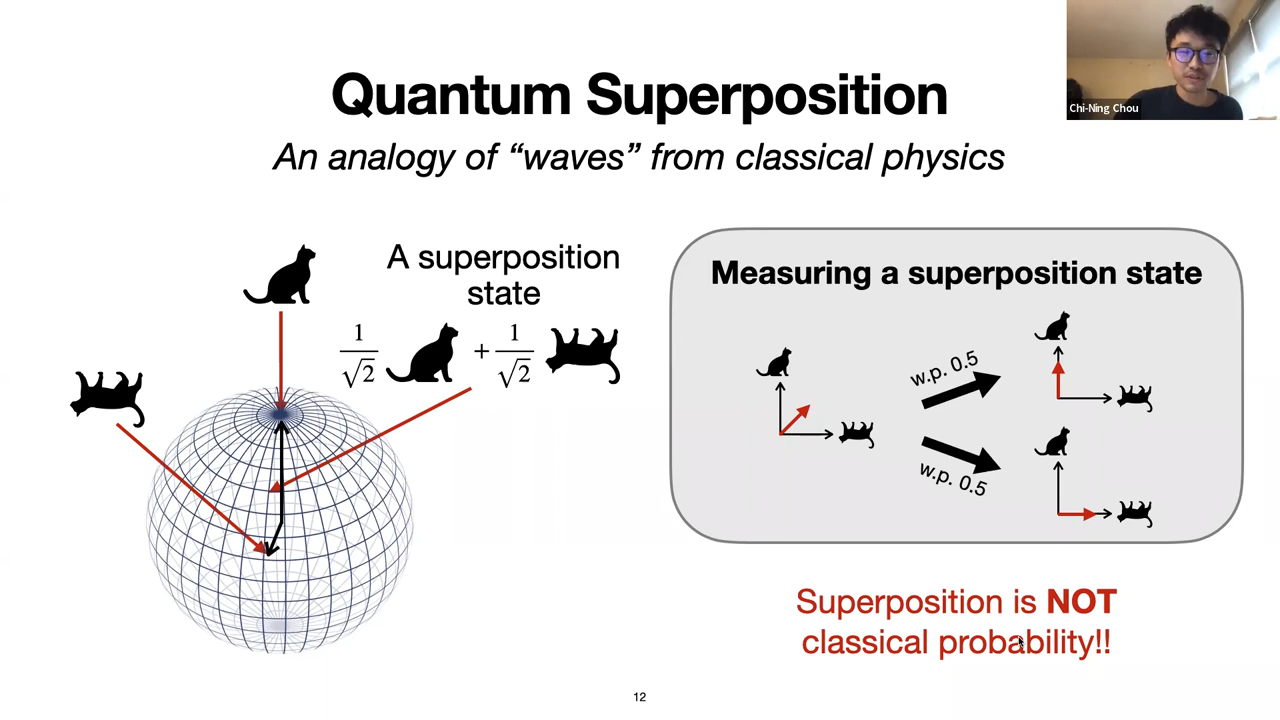 Quantum Superposition
An analogy of “waves” from classical physics
Chi-Ning Chou
A superposition
state
1/√2 + 1/√2
Measuring a superposition state
w.p. 0.5
w.p. 0.5
Superposition is NOT
classical probability!!
12